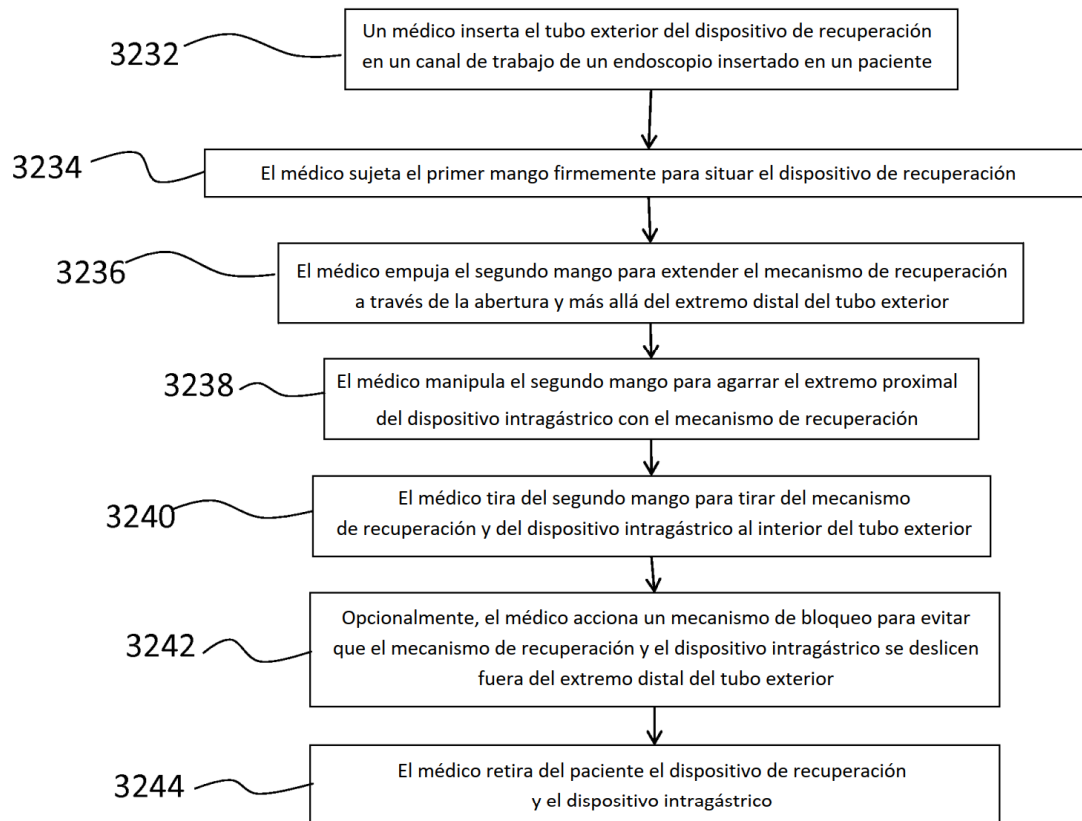 3232
Un médico inserta el tubo exterior del dispositivo de recuperación
en un canal de trabajo de un endoscopio insertado en un paciente
3234
El médico sujeta el primer mango firmemente para situar el dispositivo de recuperación
3236
El médico empuja el segundo mango para extender el mecanismo de recuperación
a través de la abertura y más allá del extremo distal del tubo exterior
3238
El médico manipula el segundo mango para agarrar el extremo proximal
del dispositivo intragástrico con el mecanismo de recuperación
3240
El médico tira del segundo mango para tirar del mecanismo
de recuperación y del dispositivo intragástrico al interior del tubo exterior
3242
Opcionalmente, el médico acciona un mecanismo de bloqueo para evitar
que el mecanismo de recuperación y el dispositivo intragástrico se deslicen
fuera del extremo distal del tubo exterior
3244
El médico retira del paciente el dispositivo de recuperación
y el dispositivo intragástrico